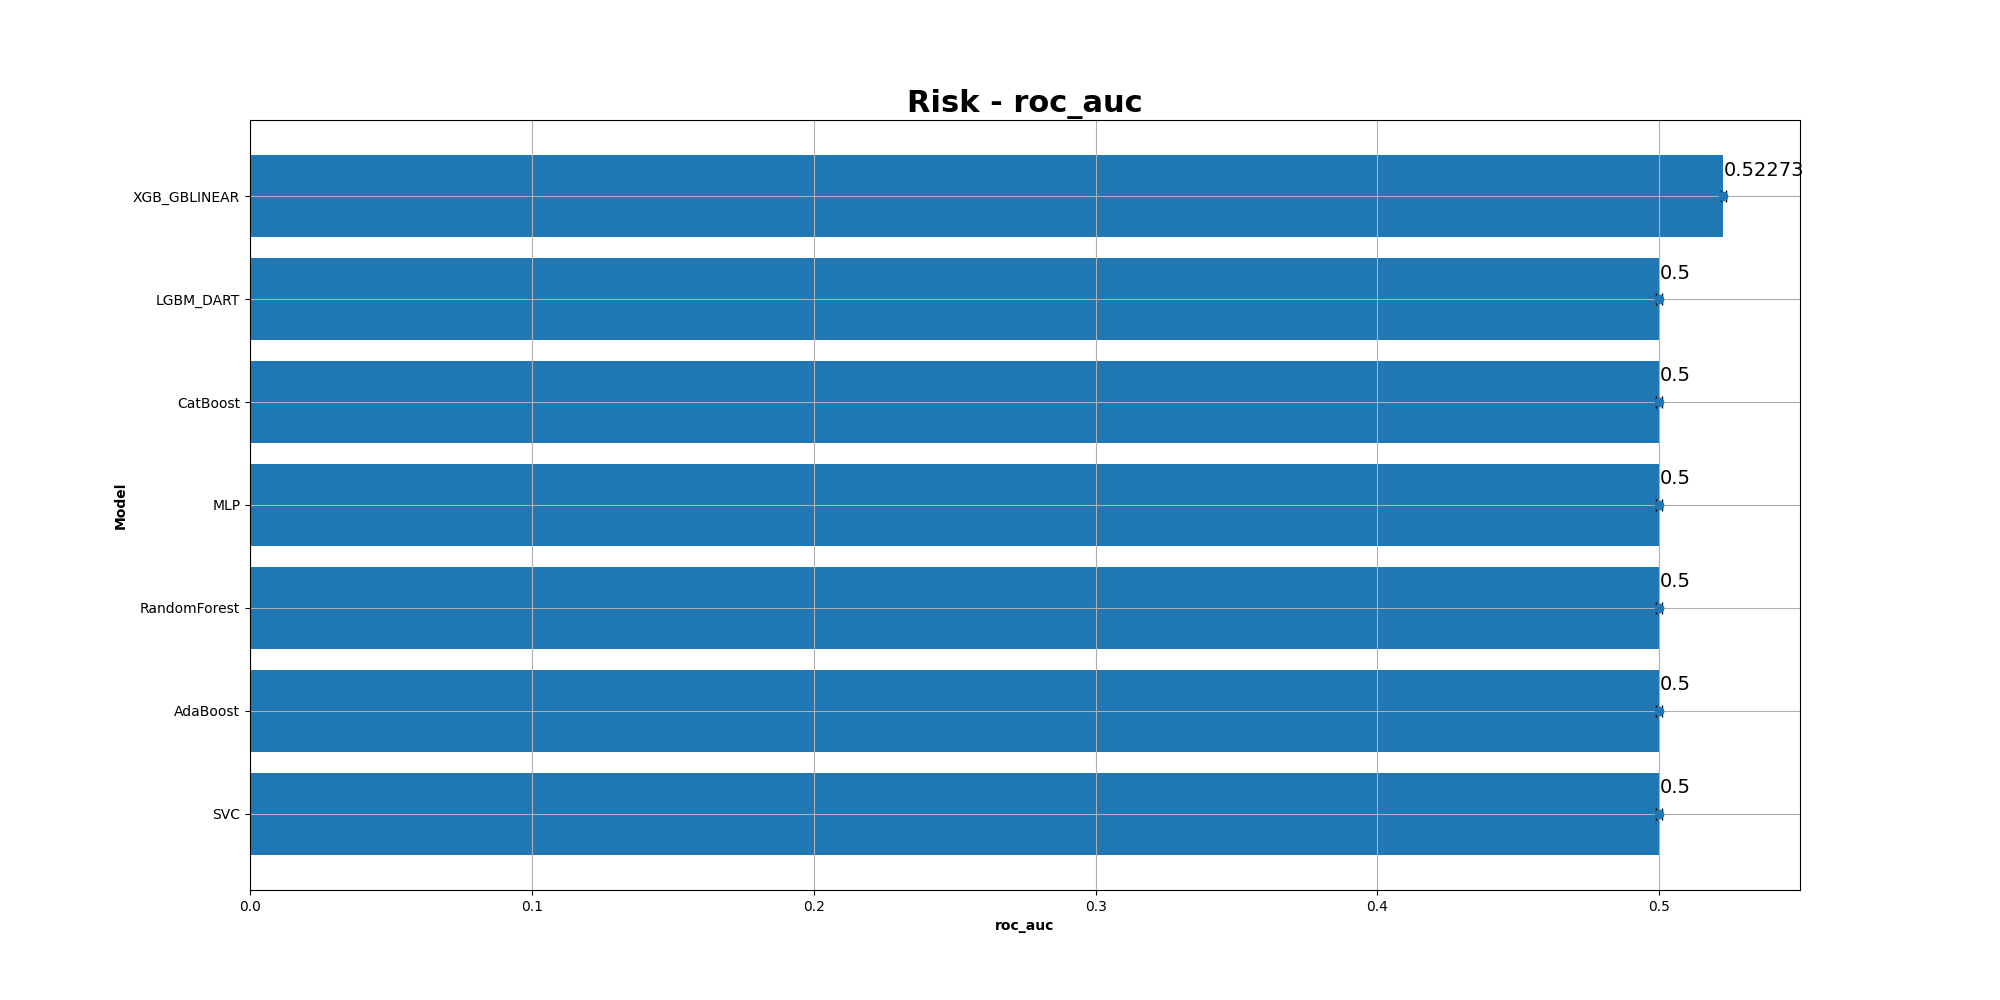 Risk - roc_auc
XGB_GBLINEAR
0.52273
LGBM_DART
0.5
CatBoost
0.5
MLP
0.5
RandomForest
0.5
AdaBoost
0.5
SVC
0.5
Model
0.0 0.1 0.2 0.3 0.4 0.5
roc_auc